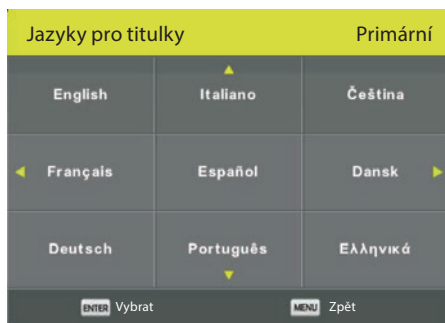 Jazyky pro titulky Primární
English Italiano Čeština
Français Español Dansk
Deutsch Português Ελληνικά
ENTER Vybrat MENU Zpět